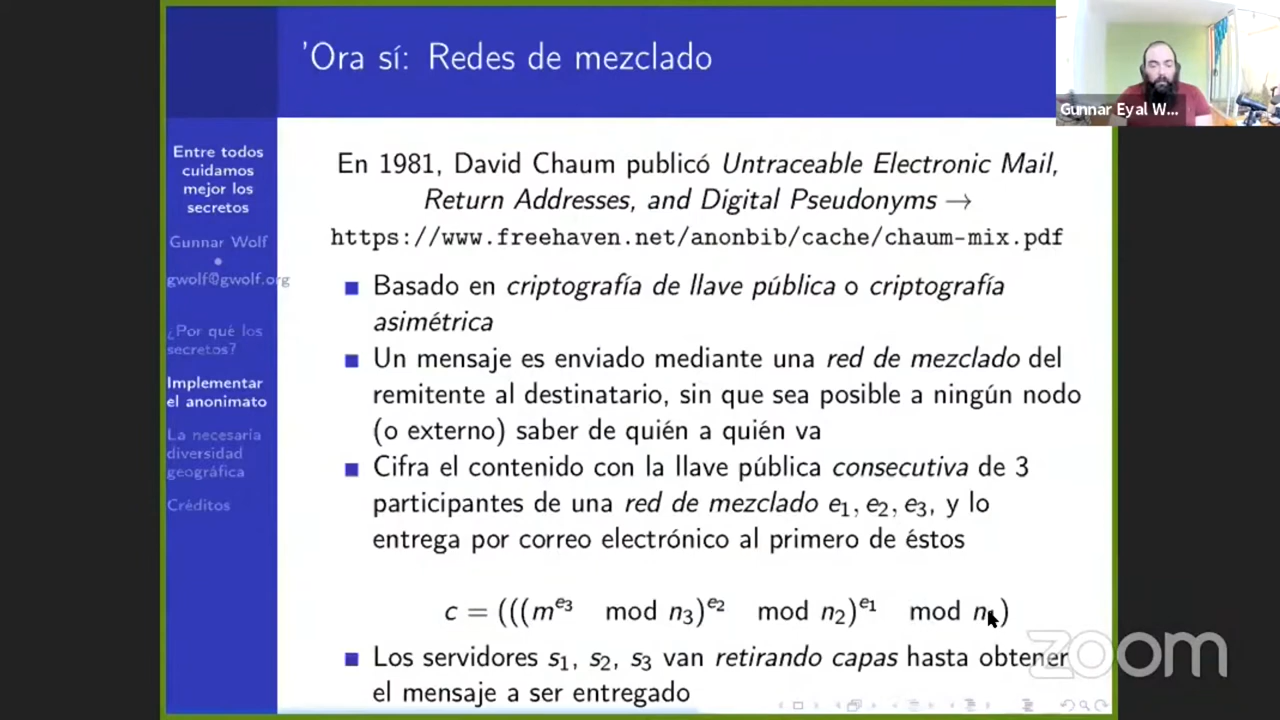 'Ora sí: Redes de mezclado
Gunnar Eyal W...
Entre todos
cuidamos
mejor los
secretos
Gunnar Wolf
gwolf@gwolf.org
¿Por qué los
secretos?
Implementar
el anonimato
La necesaria
diversidad
geográfica
Créditos
En 1981, David Chaum publicó Untraceable Electronic Mail,
Return Addresses, and Digital Pseudonyms →
https://www.freehaven.net/anonbib/cache/chaum-mix.pdf
Basado en criptografía de llave pública o criptografía
asimétrica
Un mensaje es enviado mediante una red de mezclado del
remitente al destinatario, sin que sea posible a ningún nodo
(o externo) saber de quién a quién va
Cifra el contenido con la llave pública consecutiva de 3
participantes de una red de mezclado e₁, e₂, e₃, y lo
entrega por correo electrónico al primero de éstos
c = (((m^e₃ mod n₃)^e₂ mod n₂)^e₁ mod n₁)
Los servidores s₁, s₂, s₃ van retirando capas hasta obtener
el mensaje a ser entregado
zoom